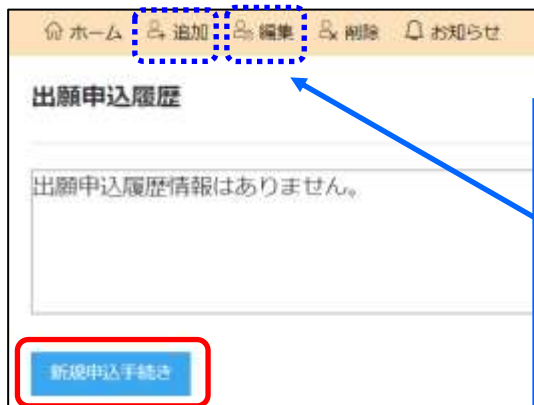 ホーム 追加 編集 削除 お知らせ
出願申込履歴
出願申込履歴情報はありません。
新規申込手続き